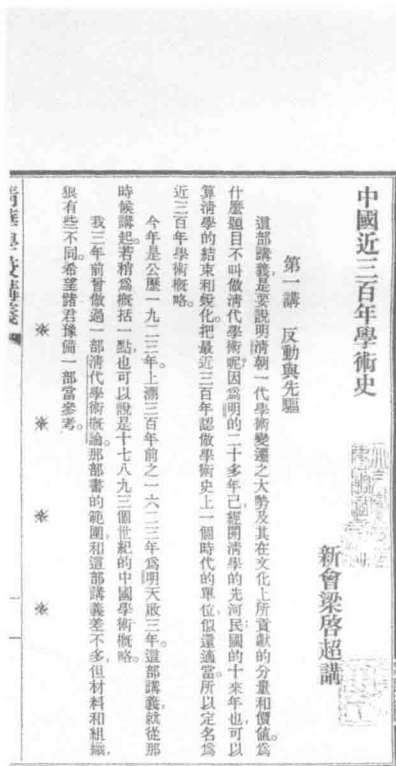 中國近三百年學術史
新會梁啓超講
第一講　反動與先驅
這部講義是要說明清朝一代學術變遷之大勢及其在文化上所貢獻的分量和價值。爲
什麼題目不叫做清代學術呢。因爲明的二十多年已經開清學的先河民國的十來年也可以
算清學的結束和蛻化把最近三百年認做學術史上一個時代的單位似還適當。所以定名爲
近三百年學術概略。
今年是公歷一九二三年。上溯三百年前之一六二三年爲明天啟三年。這部講義就從那
時候講起。若稍爲概括一點也可以說是十七八九三個世紀的中國學術概略。
我三年前曾做過一部清代學術概論。那部書的範圍和這部講義差不多，但材料和組織，
狠有些不同。希望諸君豫備一部當參考。
＊　＊　＊　＊
清華學校講義